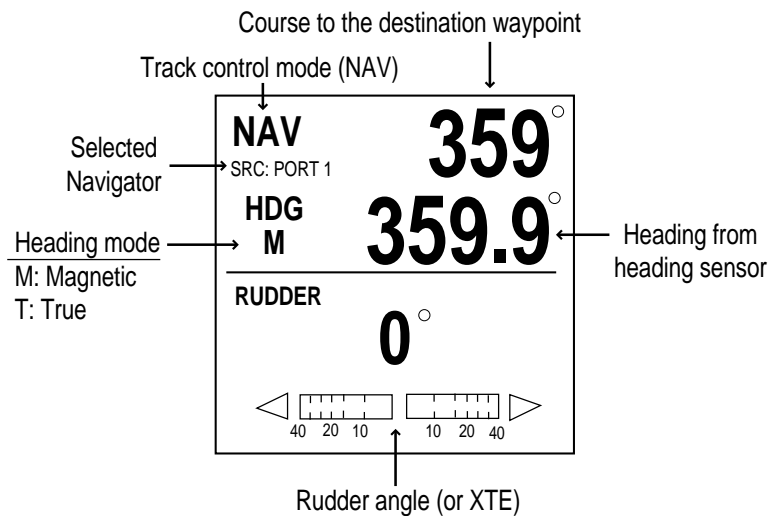 Course to the destination waypoint
Track control mode (NAV)
NAV
359°
Selected
Navigator
SRC: PORT 1
HDG
M
359.9°
Heading mode
M: Magnetic
T: True
Heading from
heading sensor
RUDDER
0°
40 20 10 10 20 40
Rudder angle (or XTE)